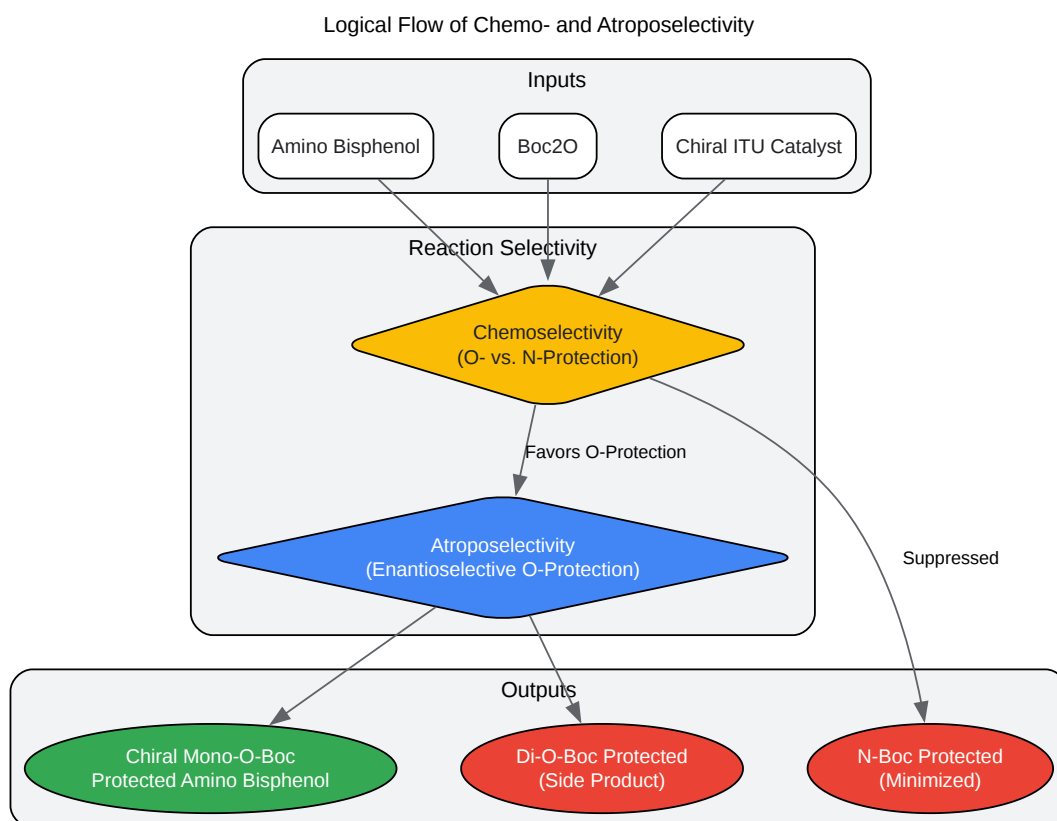 Logical Flow of Chemo- and Atroposelectivity
Inputs
Amino Bisphenol
Boc2O
Chiral ITU Catalyst
Reaction Selectivity
Chemoselectivity
(O- vs. N-Protection)
Favors O-Protection
Atroposelectivity
(Enantioselective O-Protection)
Suppressed
Outputs
Chiral Mono-O-Boc
Protected Amino Bisphenol
Di-O-Boc Protected
(Side Product)
N-Boc Protected
(Minimized)